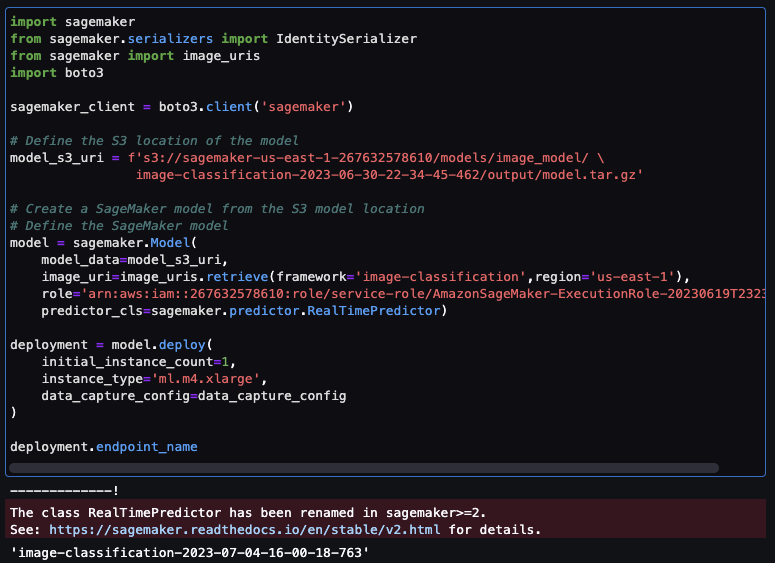 import sagemaker
from sagemaker.serializers import IdentitySerializer
from sagemaker import image_uris
import boto3

sagemaker_client = boto3.client('sagemaker')

# Define the S3 location of the model
model_s3_uri = f's3://sagemaker-us-east-1-267632578610/models/image_model/ \
                image-classification-2023-06-30-22-34-45-462/output/model.tar.gz'

# Create a SageMaker model from the S3 model location
# Define the SageMaker model
model = sagemaker.Model(
    model_data=model_s3_uri,
    image_uri=image_uris.retrieve(framework='image-classification',region='us-east-1'),
    role='arn:aws:iam::267632578610:role/service-role/AmazonSageMaker-ExecutionRole-20230619T2323
    predictor_cls=sagemaker.predictor.RealTimePredictor)

deployment = model.deploy(
    initial_instance_count=1,
    instance_type='ml.m4.xlarge',
    data_capture_config=data_capture_config
)

deployment.endpoint_name
-------------!
The class RealTimePredictor has been renamed in sagemaker>=2.
See: https://sagemaker.readthedocs.io/en/stable/v2.html for details.
'image-classification-2023-07-04-16-00-18-763'